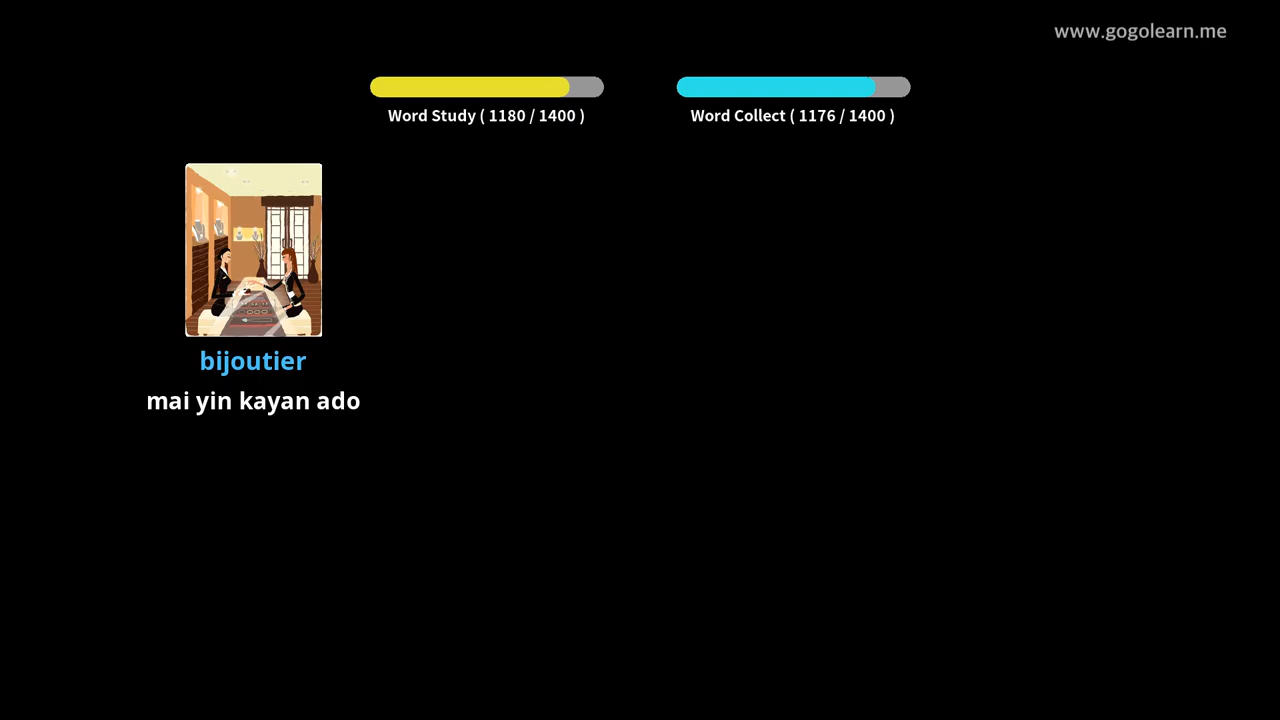 www.gogolearn.me
Word Study ( 1180 / 1400 )
Word Collect ( 1176 / 1400 )
bijoutier
mai yin kayan ado